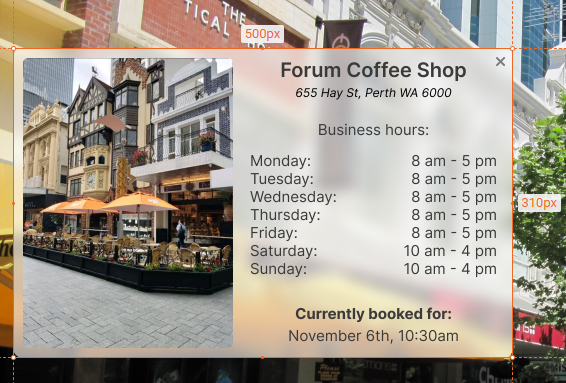 THE
TICAL
500px
×
Forum Coffee Shop
655 Hay St, Perth WA 6000
Business hours:
Monday: 8 am - 5 pm
Tuesday: 8 am - 5 pm
Wednesday: 8 am - 5 pm
Thursday: 8 am - 5 pm
Friday: 8 am - 5 pm
Saturday: 10 am - 4 pm
Sunday: 10 am - 4 pm
310px
Currently booked for:
November 6th, 10:30am